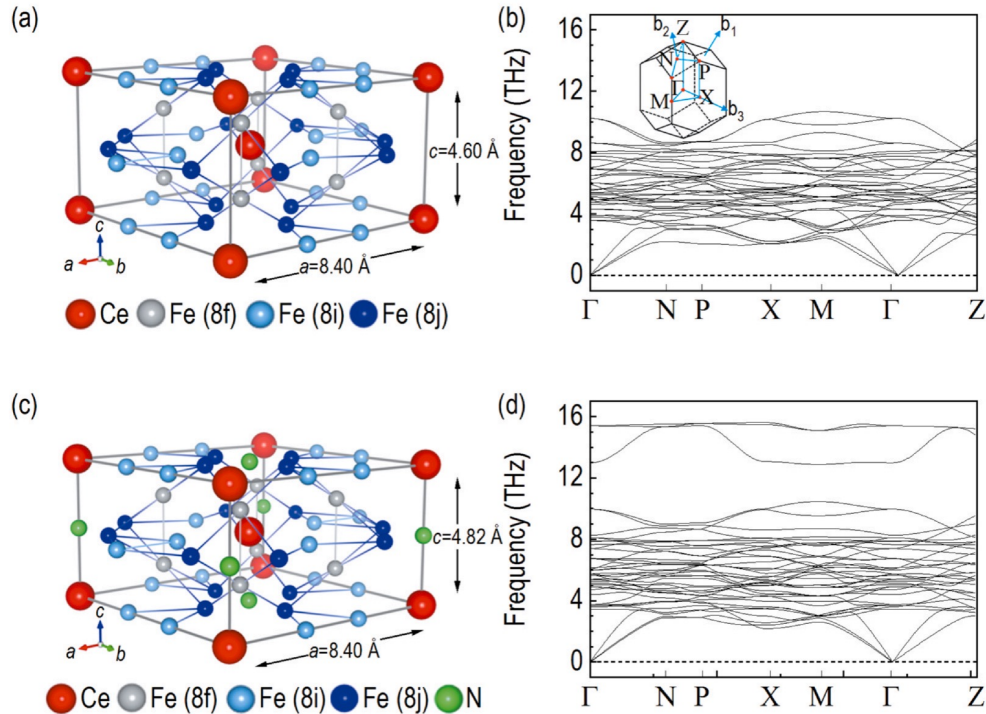 (a)
c=4.60 Å
a=8.40 Å
c
a
b
Ce Fe (8f) Fe (8i) Fe (8j)
(b)
Frequency (THz)
16
12
8
4
0
b₂ Z b₁
N P
Γ
M X
b₃
Γ N P X M Γ Z
(c)
c=4.82 Å
a=8.40 Å
c
a
b
Ce Fe (8f) Fe (8i) Fe (8j) N
(d)
Frequency (THz)
16
12
8
4
0
Γ N P X M Γ Z